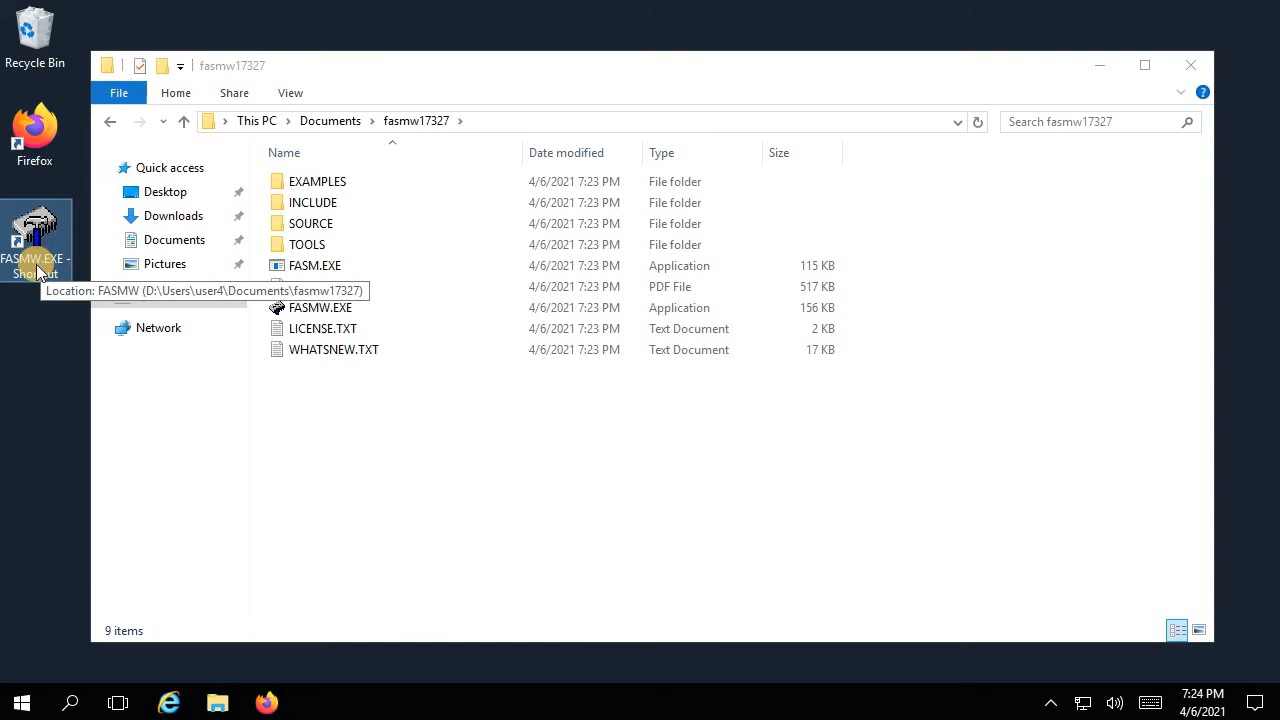 Recycle Bin
Firefox
FASMW.EXE -
Shortcut
Location: FASMW (D:\Users\user4\Documents\fasmw17327)
fasmw17327
File Home Share View
This PC Documents fasmw17327
Search fasmw17327
Name Date modified Type Size
Quick access
Desktop
Downloads
Documents
Pictures
Network
EXAMPLES 4/6/2021 7:23 PM File folder
INCLUDE 4/6/2021 7:23 PM File folder
SOURCE 4/6/2021 7:23 PM File folder
TOOLS 4/6/2021 7:23 PM File folder
FASM.EXE 4/6/2021 7:23 PM Application 115 KB
4/6/2021 7:23 PM PDF File 517 KB
FASMW.EXE 4/6/2021 7:23 PM Application 156 KB
LICENSE.TXT 4/6/2021 7:23 PM Text Document 2 KB
WHATSNEW.TXT 4/6/2021 7:23 PM Text Document 17 KB
9 items
7:24 PM
4/6/2021